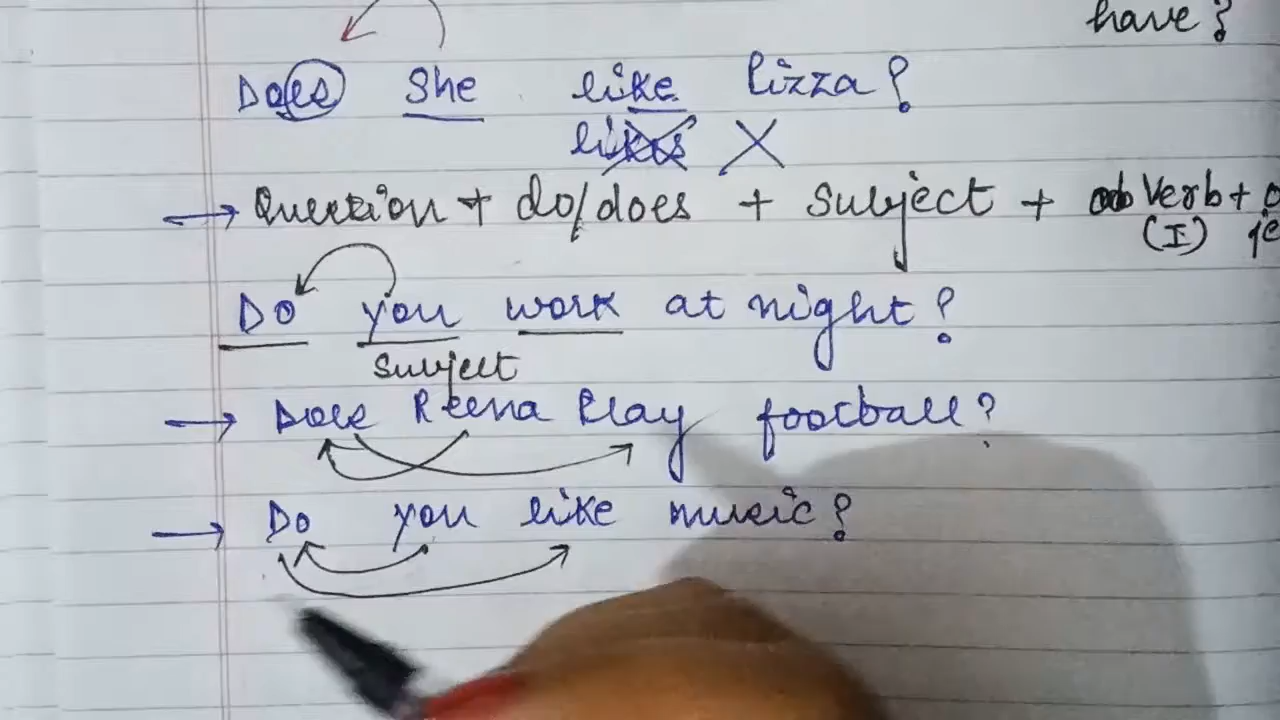 have?
Does She like Pizza?
likes X
→ Question + do/does + Subject + Verb +
(I)
Do you work at night?
Subject
→ Does Reena Play football?
→ Do you like music?